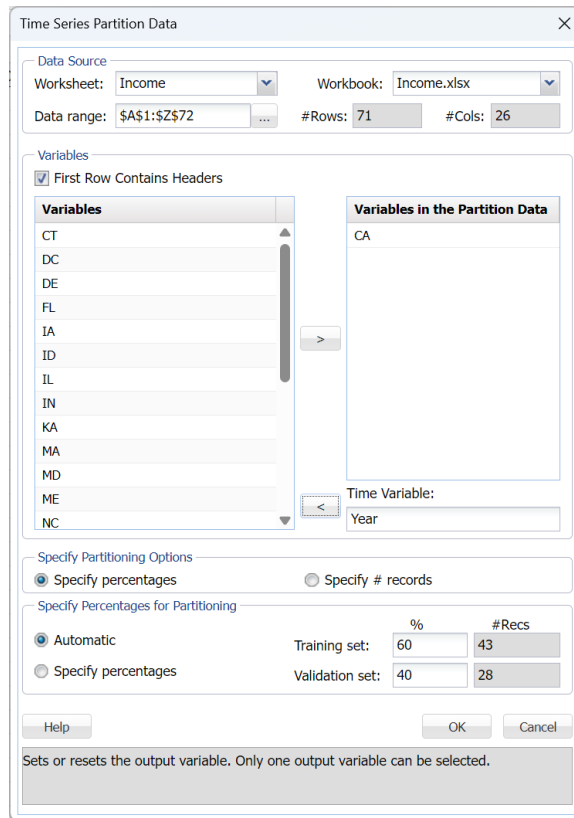 Time Series Partition Data
Data Source
Worksheet: Income Workbook: Income.xlsx
Data range: $A$1:$Z$72 ... #Rows: 71 #Cols: 26
Variables
First Row Contains Headers
Variables Variables in the Partition Data
CT CA
DC
DE
FL
IA
ID
>
IL
IN
KA
MA
MD
ME Time Variable:
< Year
NC
Specify Partitioning Options
Specify percentages Specify # records
Specify Percentages for Partitioning
% #Recs
Automatic Training set: 60 43
Specify percentages Validation set: 40 28
Help OK Cancel
Sets or resets the output variable. Only one output variable can be selected.